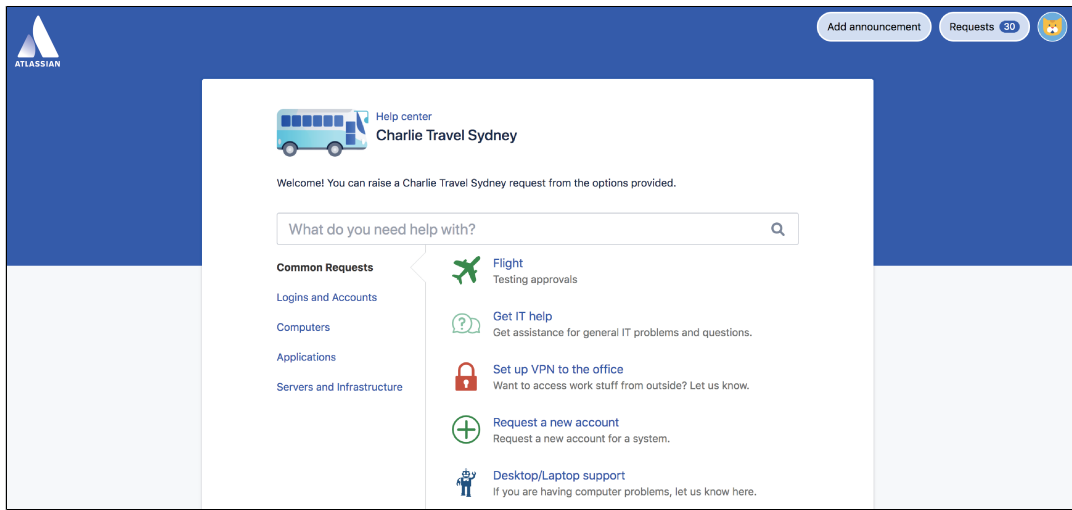 ATLASSIAN
Add announcement
Requests 30
Help center
Charlie Travel Sydney
Welcome! You can raise a Charlie Travel Sydney request from the options provided.
What do you need help with?
Common Requests
Logins and Accounts
Computers
Applications
Servers and Infrastructure
Flight
Testing approvals
Get IT help
Get assistance for general IT problems and questions.
Set up VPN to the office
Want to access work stuff from outside? Let us know.
Request a new account
Request a new account for a system.
Desktop/Laptop support
If you are having computer problems, let us know here.